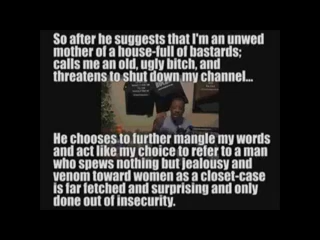 So after he suggests that I'm an unwed
mother of a house-full of bastards;
calls me an old, ugly bitch, and
threatens to shut down my channel...
He chooses to further mangle my words
and act like my choice to refer to a man
who spews nothing but jealousy and
venom toward women as a closet-case
is far fetched and surprising and only
done out of insecurity.